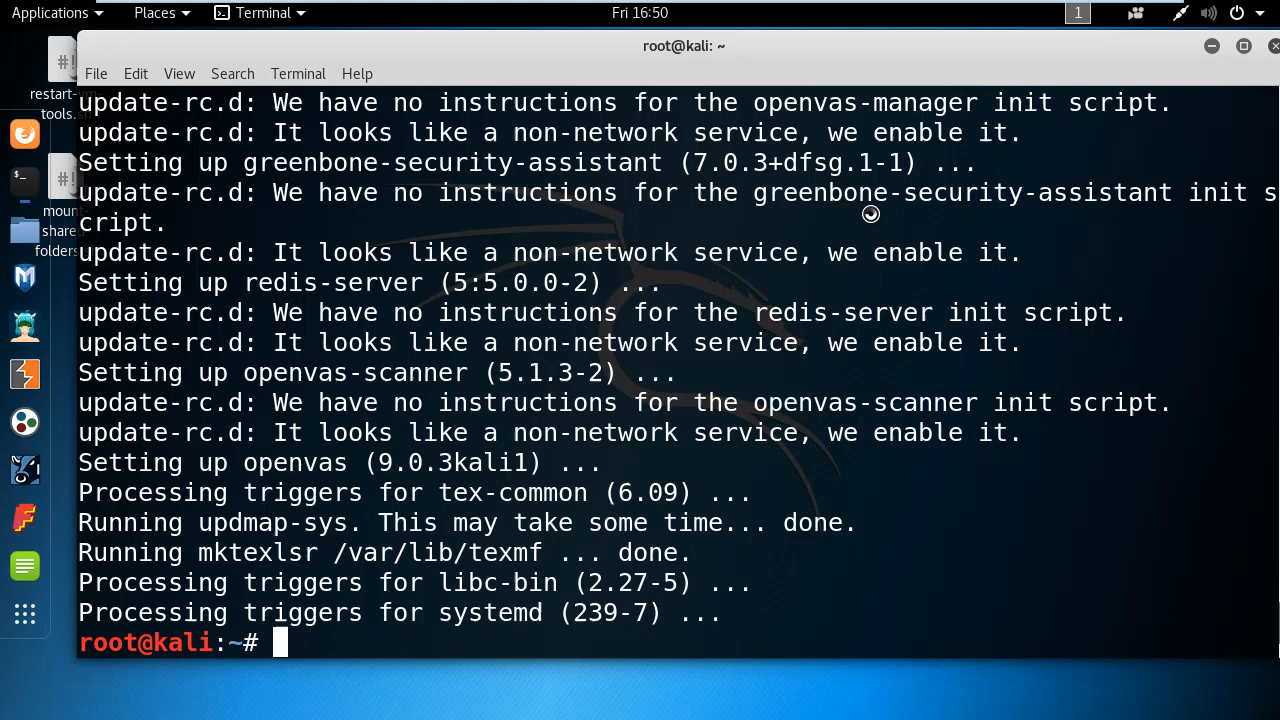 Applications Places Terminal Fri 16:50 1
root@kali: ~
File Edit View Search Terminal Help
restart-vm-
tools.sh
mount-
shared
folders
update-rc.d: We have no instructions for the openvas-manager init script.
update-rc.d: It looks like a non-network service, we enable it.
Setting up greenbone-security-assistant (7.0.3+dfsg.1-1) ...
update-rc.d: We have no instructions for the greenbone-security-assistant init s
cript.
update-rc.d: It looks like a non-network service, we enable it.
Setting up redis-server (5:5.0.0-2) ...
update-rc.d: We have no instructions for the redis-server init script.
update-rc.d: It looks like a non-network service, we enable it.
Setting up openvas-scanner (5.1.3-2) ...
update-rc.d: We have no instructions for the openvas-scanner init script.
update-rc.d: It looks like a non-network service, we enable it.
Setting up openvas (9.0.3kali1) ...
Processing triggers for tex-common (6.09) ...
Running updmap-sys. This may take some time... done.
Running mktexlsr /var/lib/texmf ... done.
Processing triggers for libc-bin (2.27-5) ...
Processing triggers for systemd (239-7) ...
root@kali:~#